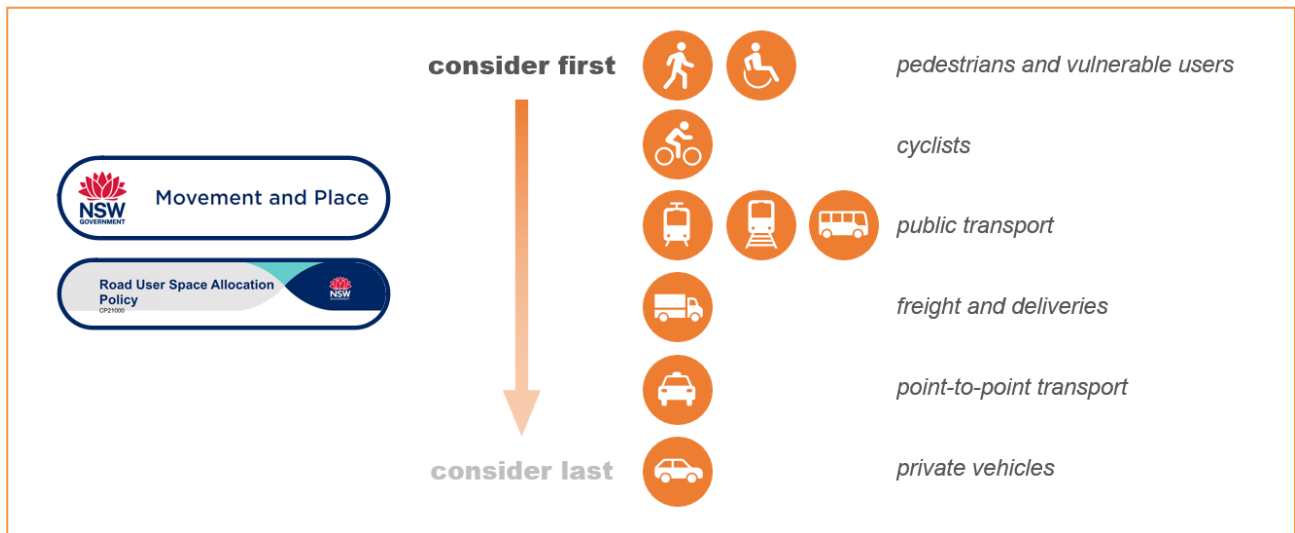 consider first
pedestrians and vulnerable users
cyclists
NSW
GOVERNMENT
Movement and Place
public transport
Road User Space Allocation
Policy
CP21000
NSW
freight and deliveries
point-to-point transport
consider last
private vehicles